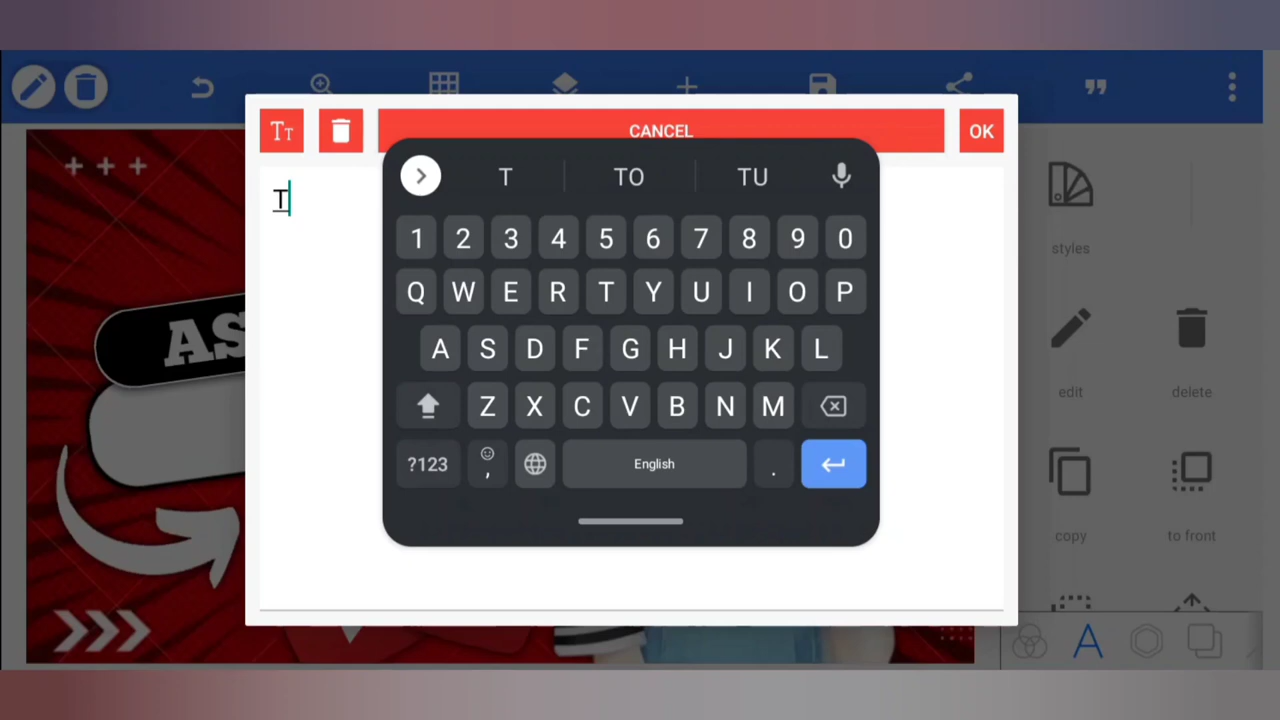 Tт CANCEL OK
T
T TO TU
1 2 3 4 5 6 7 8 9 0
Q W E R T Y U I O P
A S D F G H J K L
Z X C V B N M
?123 , English .
AS
styles
edit delete
copy to front
A